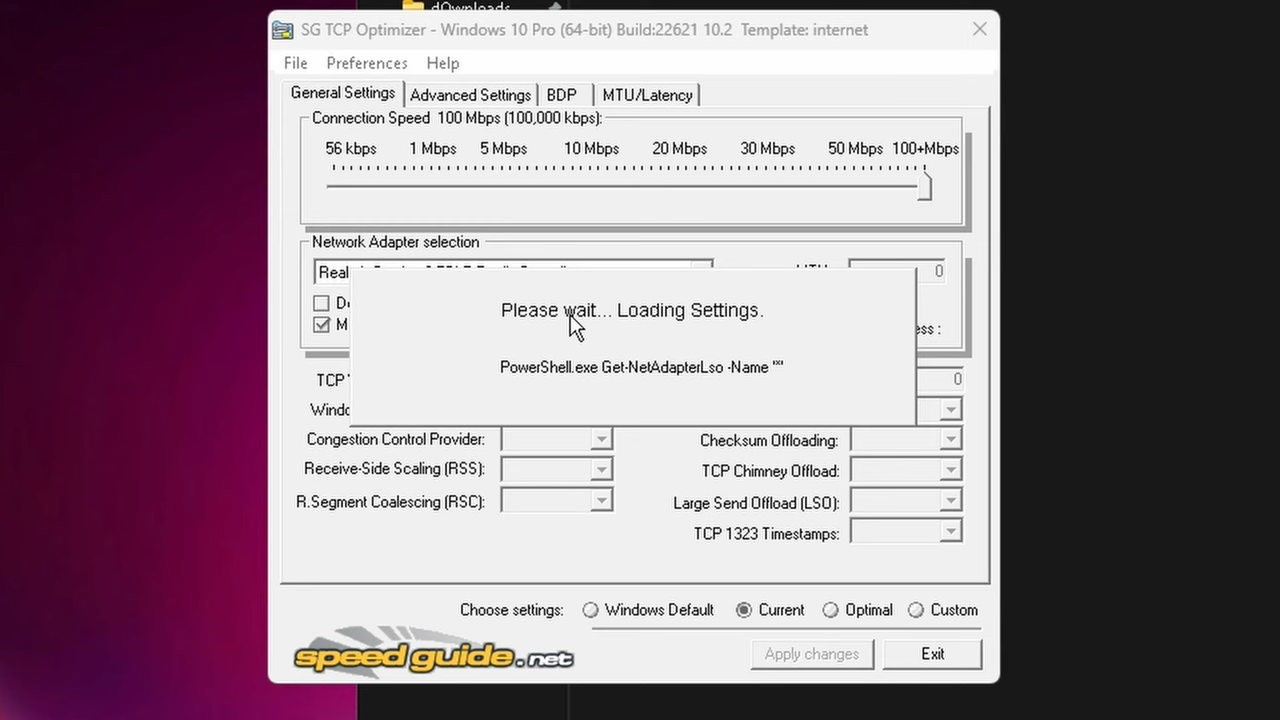 dOwnloads
SG TCP Optimizer - Windows 10 Pro (64-bit) Build:22621 10.2 Template: internet
File Preferences Help
General Settings Advanced Settings BDP MTU/Latency
Connection Speed 100 Mbps (100,000 kbps):
56 kbps 1 Mbps 5 Mbps 10 Mbps 20 Mbps 30 Mbps 50 Mbps 100+Mbps
Network Adapter selection
0
Please wait... Loading Settings.
PowerShell.exe Get-NetAdapterLso -Name ""
TCP
0
Congestion Control Provider:
Checksum Offloading:
Receive-Side Scaling (RSS):
TCP Chimney Offload:
R.Segment Coalescing (RSC):
Large Send Offload (LSO):
TCP 1323 Timestamps:
Choose settings: Windows Default Current Optimal Custom
speed guide.net
Apply changes Exit